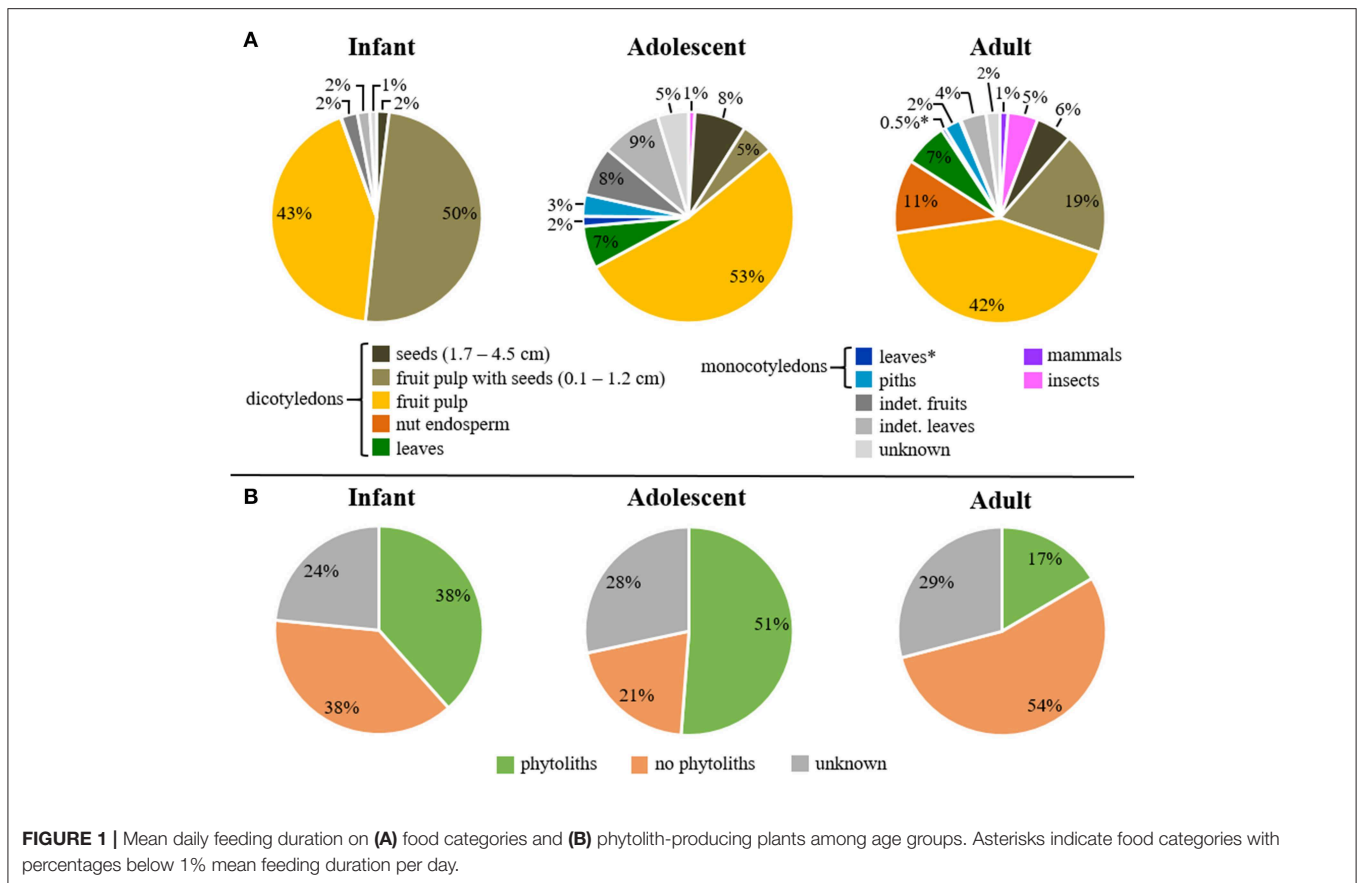 A
Infant
Adolescent
Adult
2%
2%
1%
2%
43%
50%
5%
1%
8%
9%
5%
8%
3%
2%
7%
53%
2%
4%
1%
5%
2%
6%
0.5%*
7%
11%
19%
42%
dicotyledons
seeds (1.7 – 4.5 cm)
fruit pulp with seeds (0.1 – 1.2 cm)
fruit pulp
nut endosperm
leaves
monocotyledons
leaves*
piths
indet. fruits
indet. leaves
unknown
mammals
insects
B
Infant
Adolescent
Adult
24%
38%
38%
28%
51%
21%
29%
17%
54%
phytoliths
no phytoliths
unknown
FIGURE 1 | Mean daily feeding duration on (A) food categories and (B) phytolith-producing plants among age groups. Asterisks indicate food categories with
percentages below 1% mean feeding duration per day.